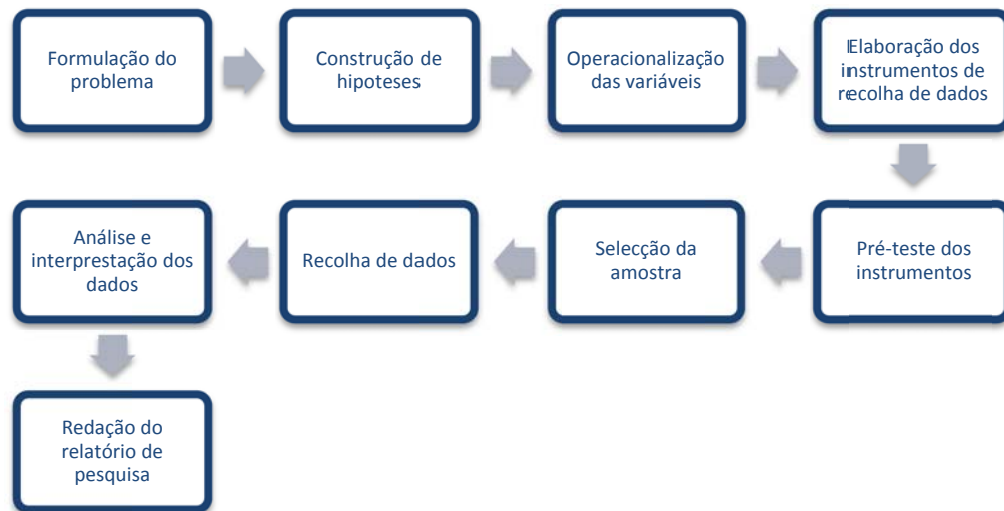 Formulação do
problema
Construção de
hipoteses
Operacionalização
das variáveis
Elaboração dos
instrumentos de
recolha de dados
Pré-teste dos
instrumentos
Selecção da
amostra
Recolha de dados
Análise e
interprestação dos
dados
Redação do
relatório de
pesquisa